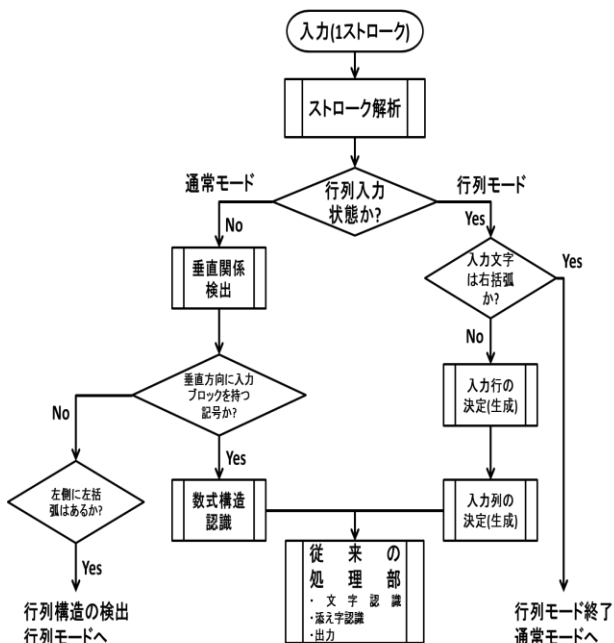 入力(1ストローク)
ストローク解析
通常モード
行列入力
状態か?
行列モード
No
Yes
垂直関係
検出
入力文字
は右括弧
か?
Yes
No
垂直方向に入力
ブロックを持つ
記号か?
入力行の
決定(生成)
No
Yes
左側に左括
弧はあるか?
数式構造
認識
入力列の
決定(生成)
Yes
従来の
処理部
・文字認識
・添え字認識
・出力
行列構造の検出
行列モードへ
行列モード終了
通常モードへ